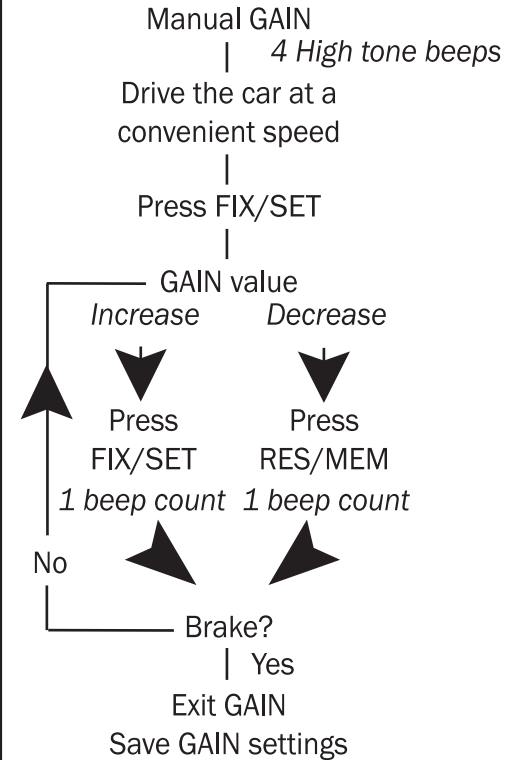 Manual GAIN
4 High tone beeps
Drive the car at a
convenient speed
Press FIX/SET
GAIN value
Increase Decrease
Press Press
FIX/SET RES/MEM
1 beep count 1 beep count
No
Brake?
Yes
Exit GAIN
Save GAIN settings